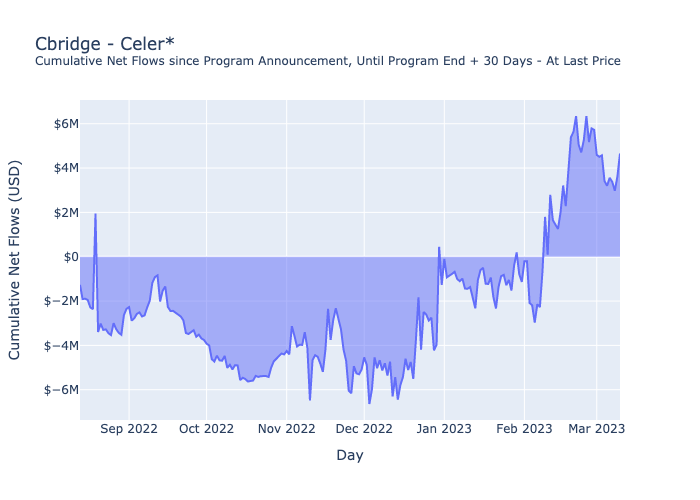 Cbridge - Celer*
Cumulative Net Flows since Program Announcement, Until Program End + 30 Days - At Last Price
Cumulative Net Flows (USD)
$6M
$4M
$2M
$0
$−2M
$−4M
$−6M
Sep 2022 Oct 2022 Nov 2022 Dec 2022 Jan 2023 Feb 2023 Mar 2023
Day